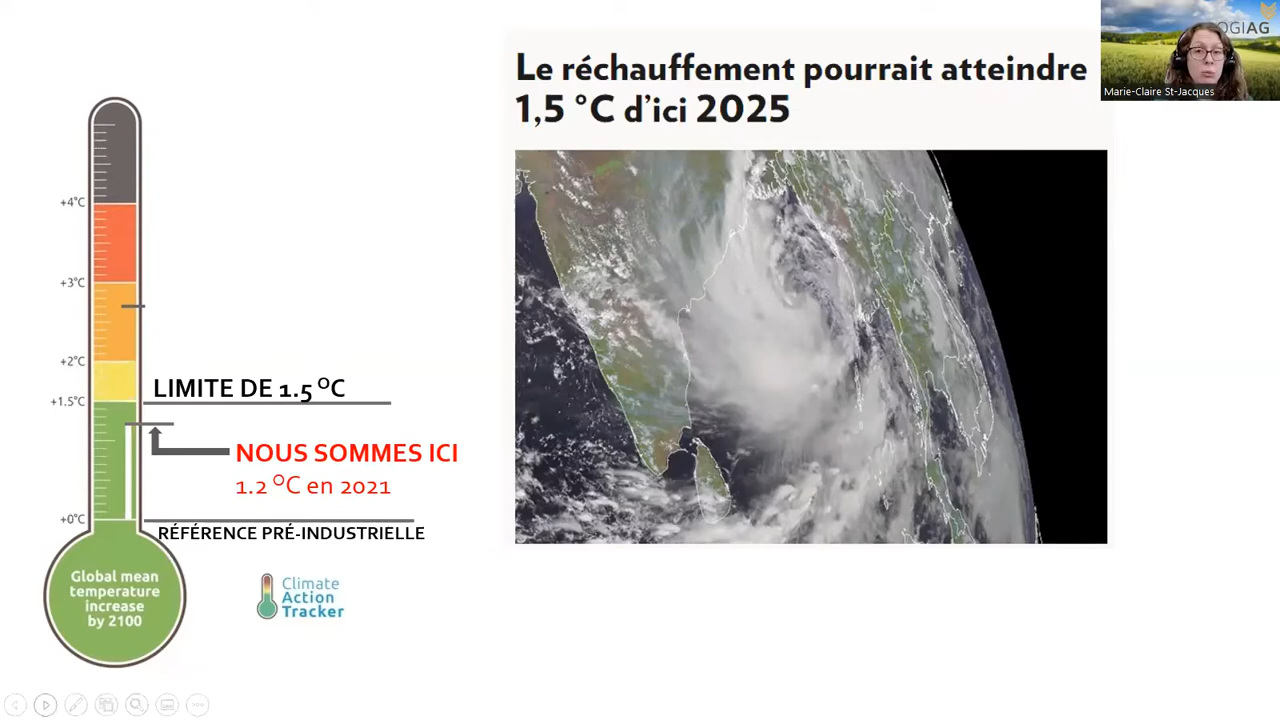 Le réchauffement pourrait atteindre
1,5 °C d’ici 2025
OGIAG
Marie-Claire St-Jacques
+4°C
+3°C
+2°C
+1.5°C
+0°C
LIMITE DE 1.5 °C
NOUS SOMMES ICI
1.2 °C en 2021
RÉFÉRENCE PRÉ-INDUSTRIELLE
Global mean
temperature
increase
by 2100
Climate
Action
Tracker